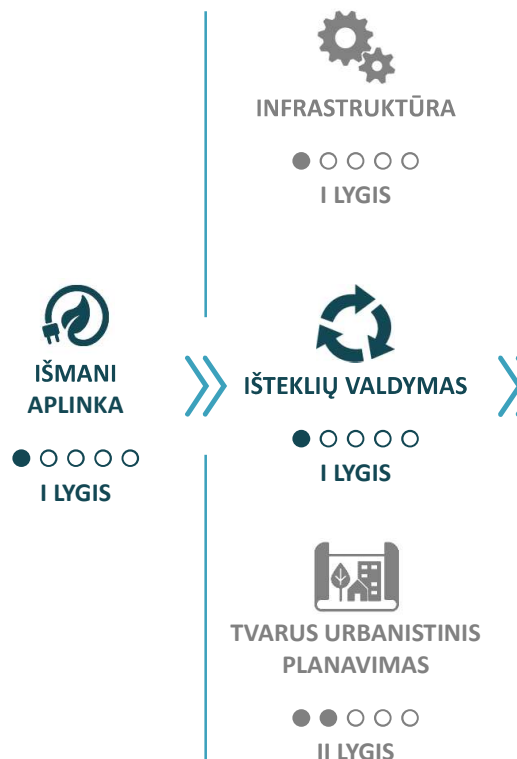 INFRASTRUKTŪRA
I LYGIS
IŠMANI
APLINKA
I LYGIS
IŠTEKLIŲ VALDYMAS
I LYGIS
TVARUS URBANISTINIS
PLANAVIMAS
II LYGIS